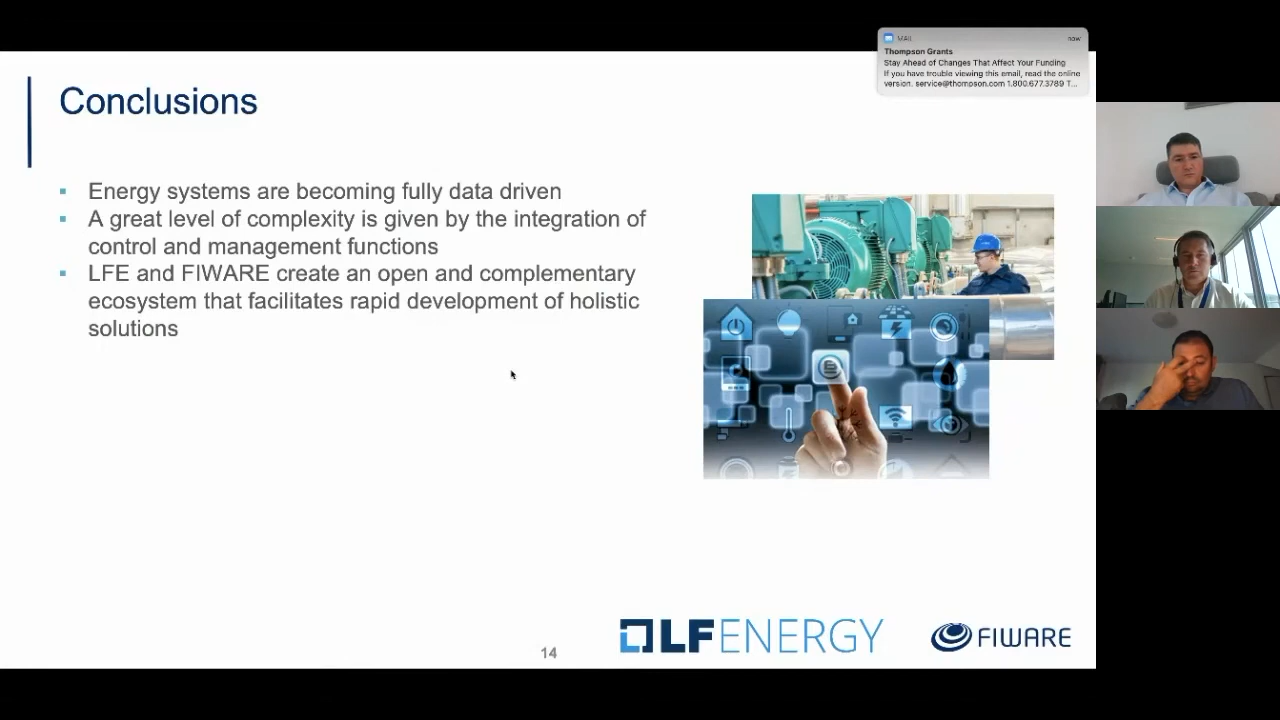 MAIL
now
Thompson Grants
Stay Ahead of Changes That Affect Your Funding
If you have trouble viewing this email, read the online
version. service@thompson.com 1.800.677.3789 T...
Conclusions
Energy systems are becoming fully data driven
A great level of complexity is given by the integration of
control and management functions
LFE and FIWARE create an open and complementary
ecosystem that facilitates rapid development of holistic
solutions
14
LFENERGY
FIWARE